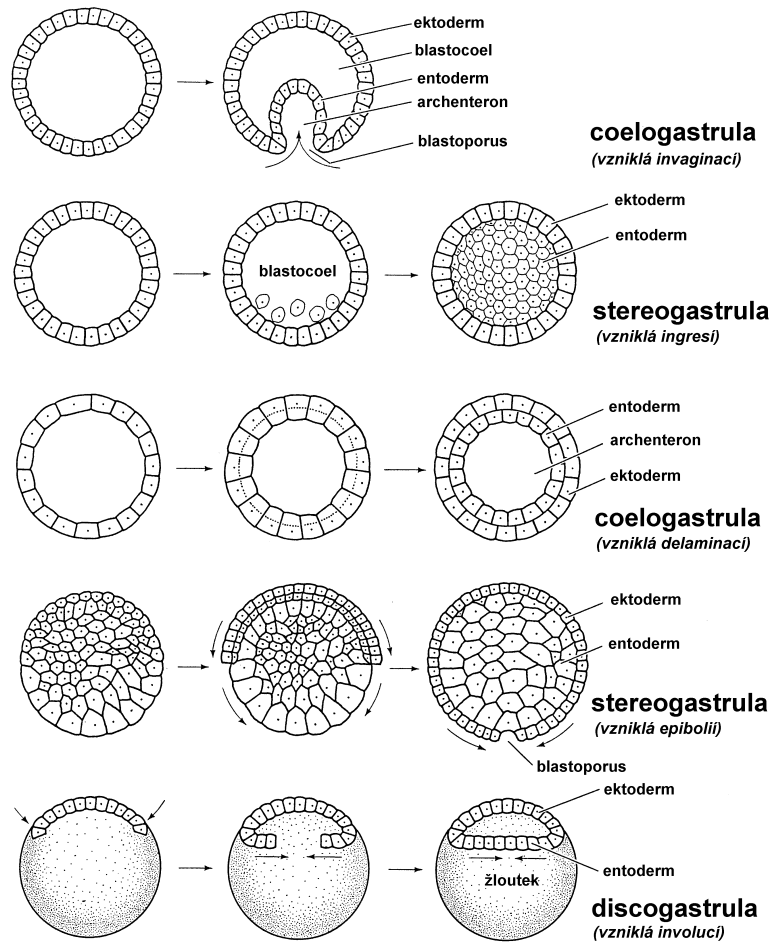 ektoderm
blastocoel
entoderm
archenteron
blastoporus
coelogastrula
(vzniklá invaginací)
ektoderm
entoderm
blastocoel
stereogastrula
(vzniklá ingresí)
entoderm
archenteron
ektoderm
coelogastrula
(vzniklá delaminací)
ektoderm
entoderm
stereogastrula
(vzniklá epibolií)
blastoporus
ektoderm
entoderm
žloutek
discogastrula
(vzniklá involucí)